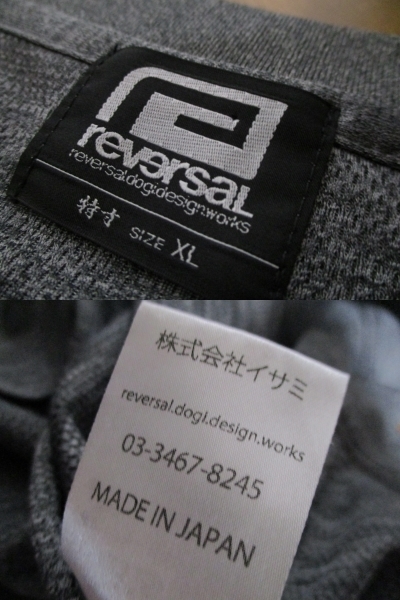 reversal
reversal.dogi.design.works
特寸 SIZE XL
株式会社イサミ
reversal.dogi.design.works
03-3467-8245
MADE IN JAPAN